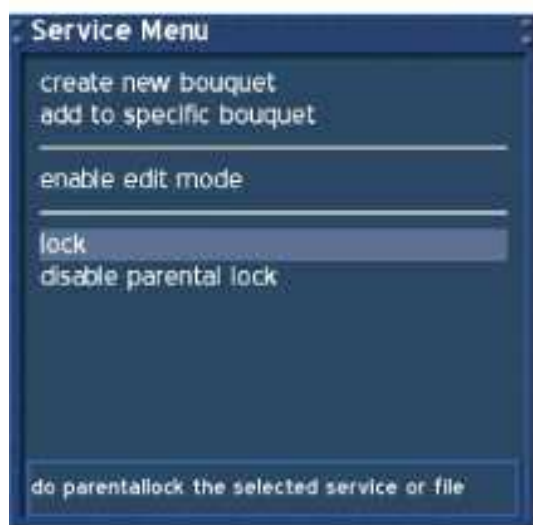 Service Menu
create new bouquet
add to specific bouquet
enable edit mode
lock
disable parental lock
do parentallock the selected service or file